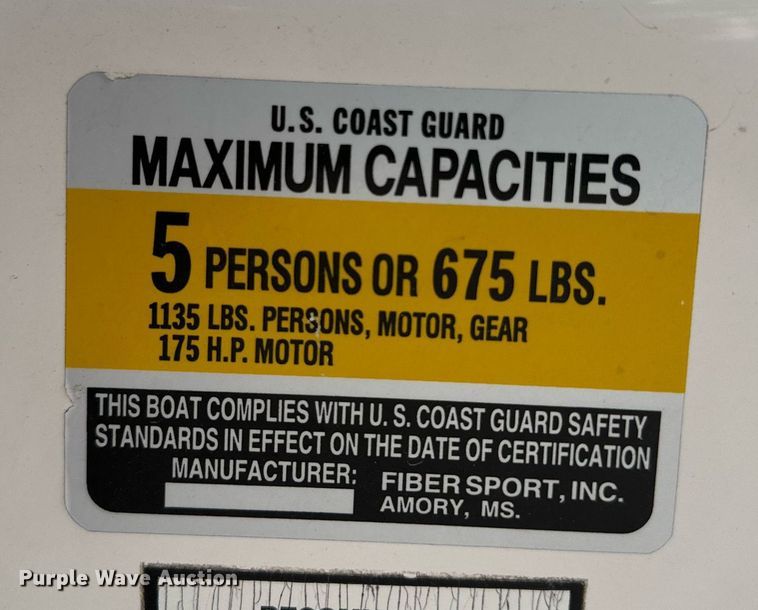 U.S. COAST GUARD
MAXIMUM CAPACITIES
5 PERSONS OR 675 LBS.
1135 LBS. PERSONS, MOTOR, GEAR
175 H.P. MOTOR
THIS BOAT COMPLIES WITH U. S. COAST GUARD SAFETY
STANDARDS IN EFFECT ON THE DATE OF CERTIFICATION
MANUFACTURER: FIBER SPORT, INC.
AMORY, MS.
Purple Wave Auction